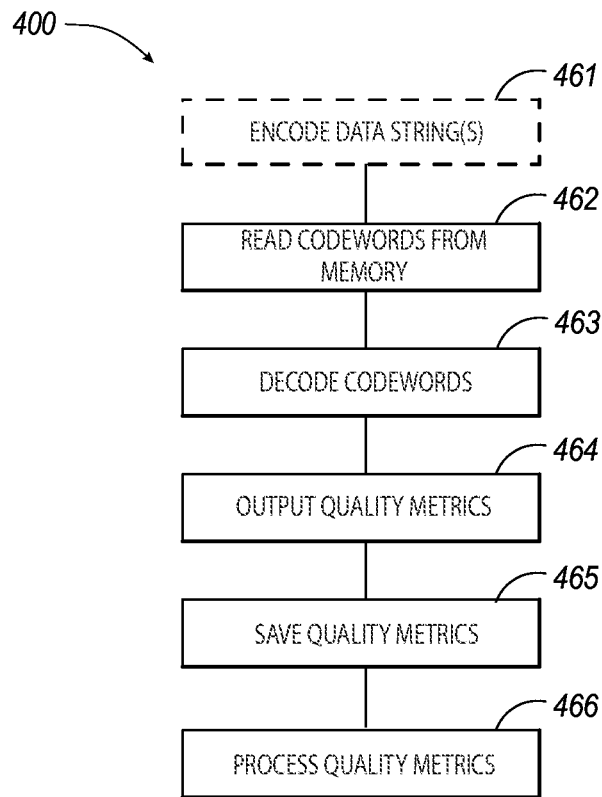 400
461
ENCODE DATA STRING(S)
462
READ CODEWORDS FROM
MEMORY
463
DECODE CODEWORDS
464
OUTPUT QUALITY METRICS
465
SAVE QUALITY METRICS
466
PROCESS QUALITY METRICS